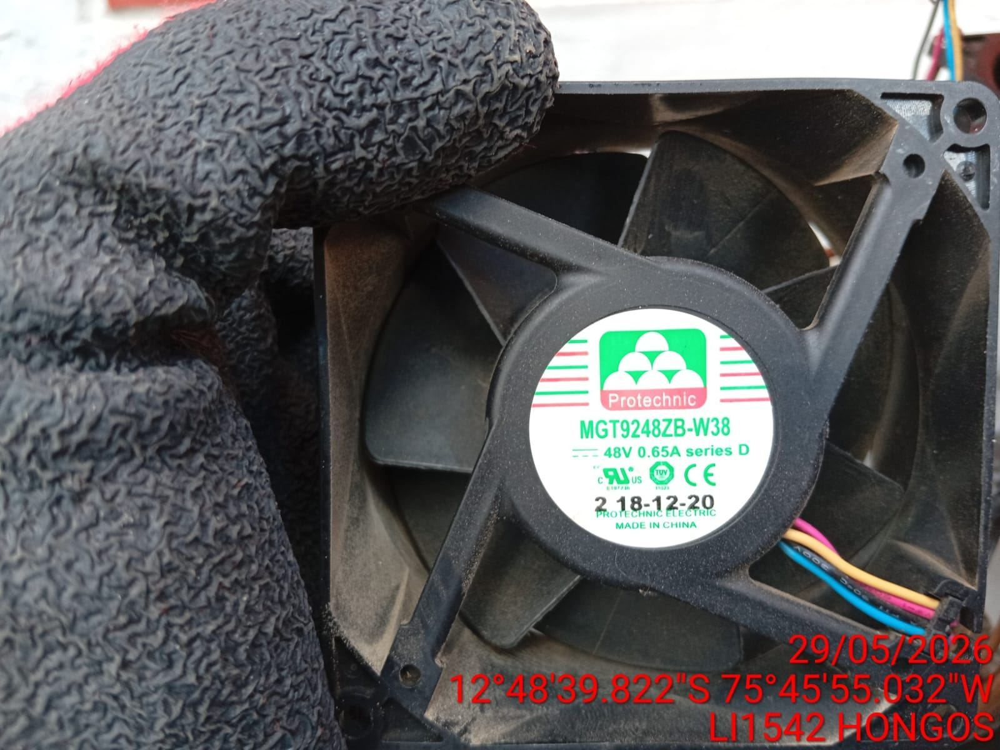 Protechnic
MGT9248ZB-W38
48V 0.65A series D
c RU US TÜV CE
2 18-12-20
PROTECHNIC ELECTRIC
MADE IN CHINA
29/05/2026
12°48'39.822"S 75°45'55.032"W
LI1542 HONGOS